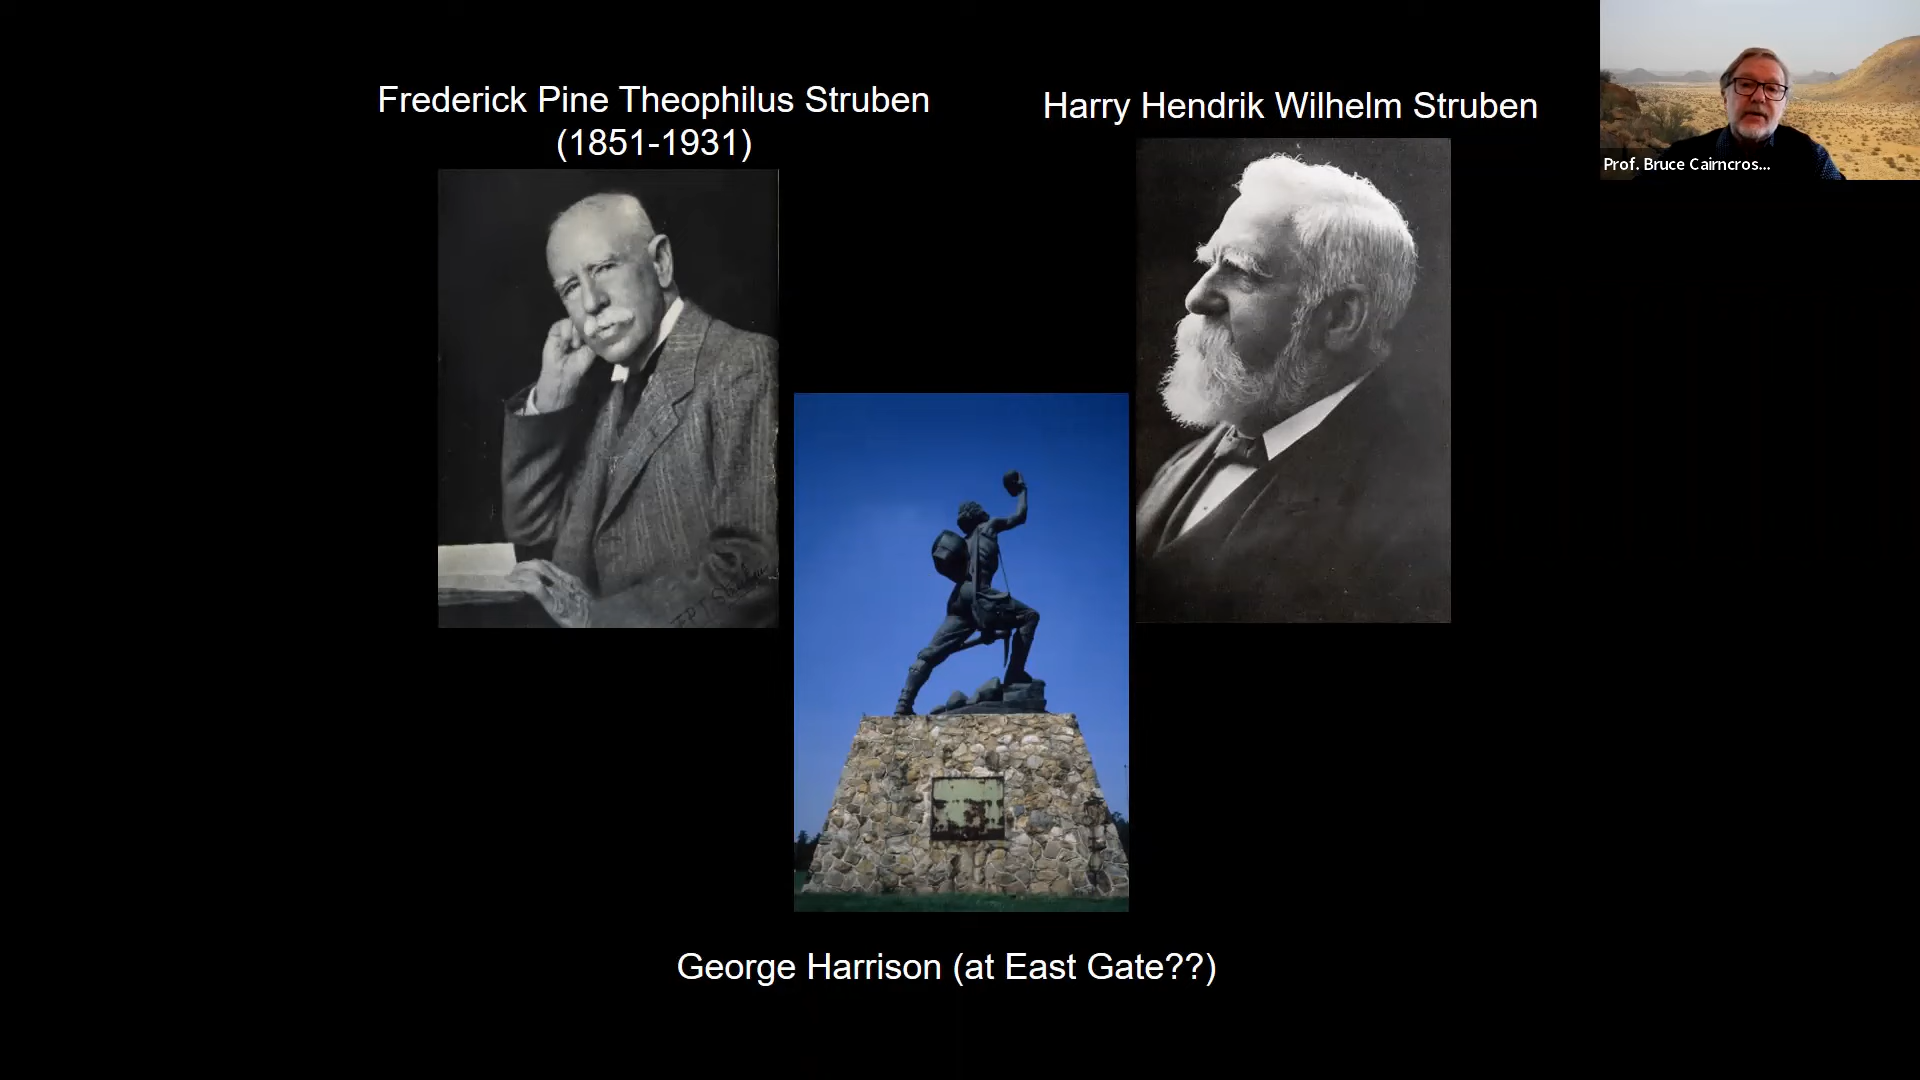 Frederick Pine Theophilus Struben
(1851-1931)
Harry Hendrik Wilhelm Struben
Prof. Bruce Cairncros...
George Harrison (at East Gate??)